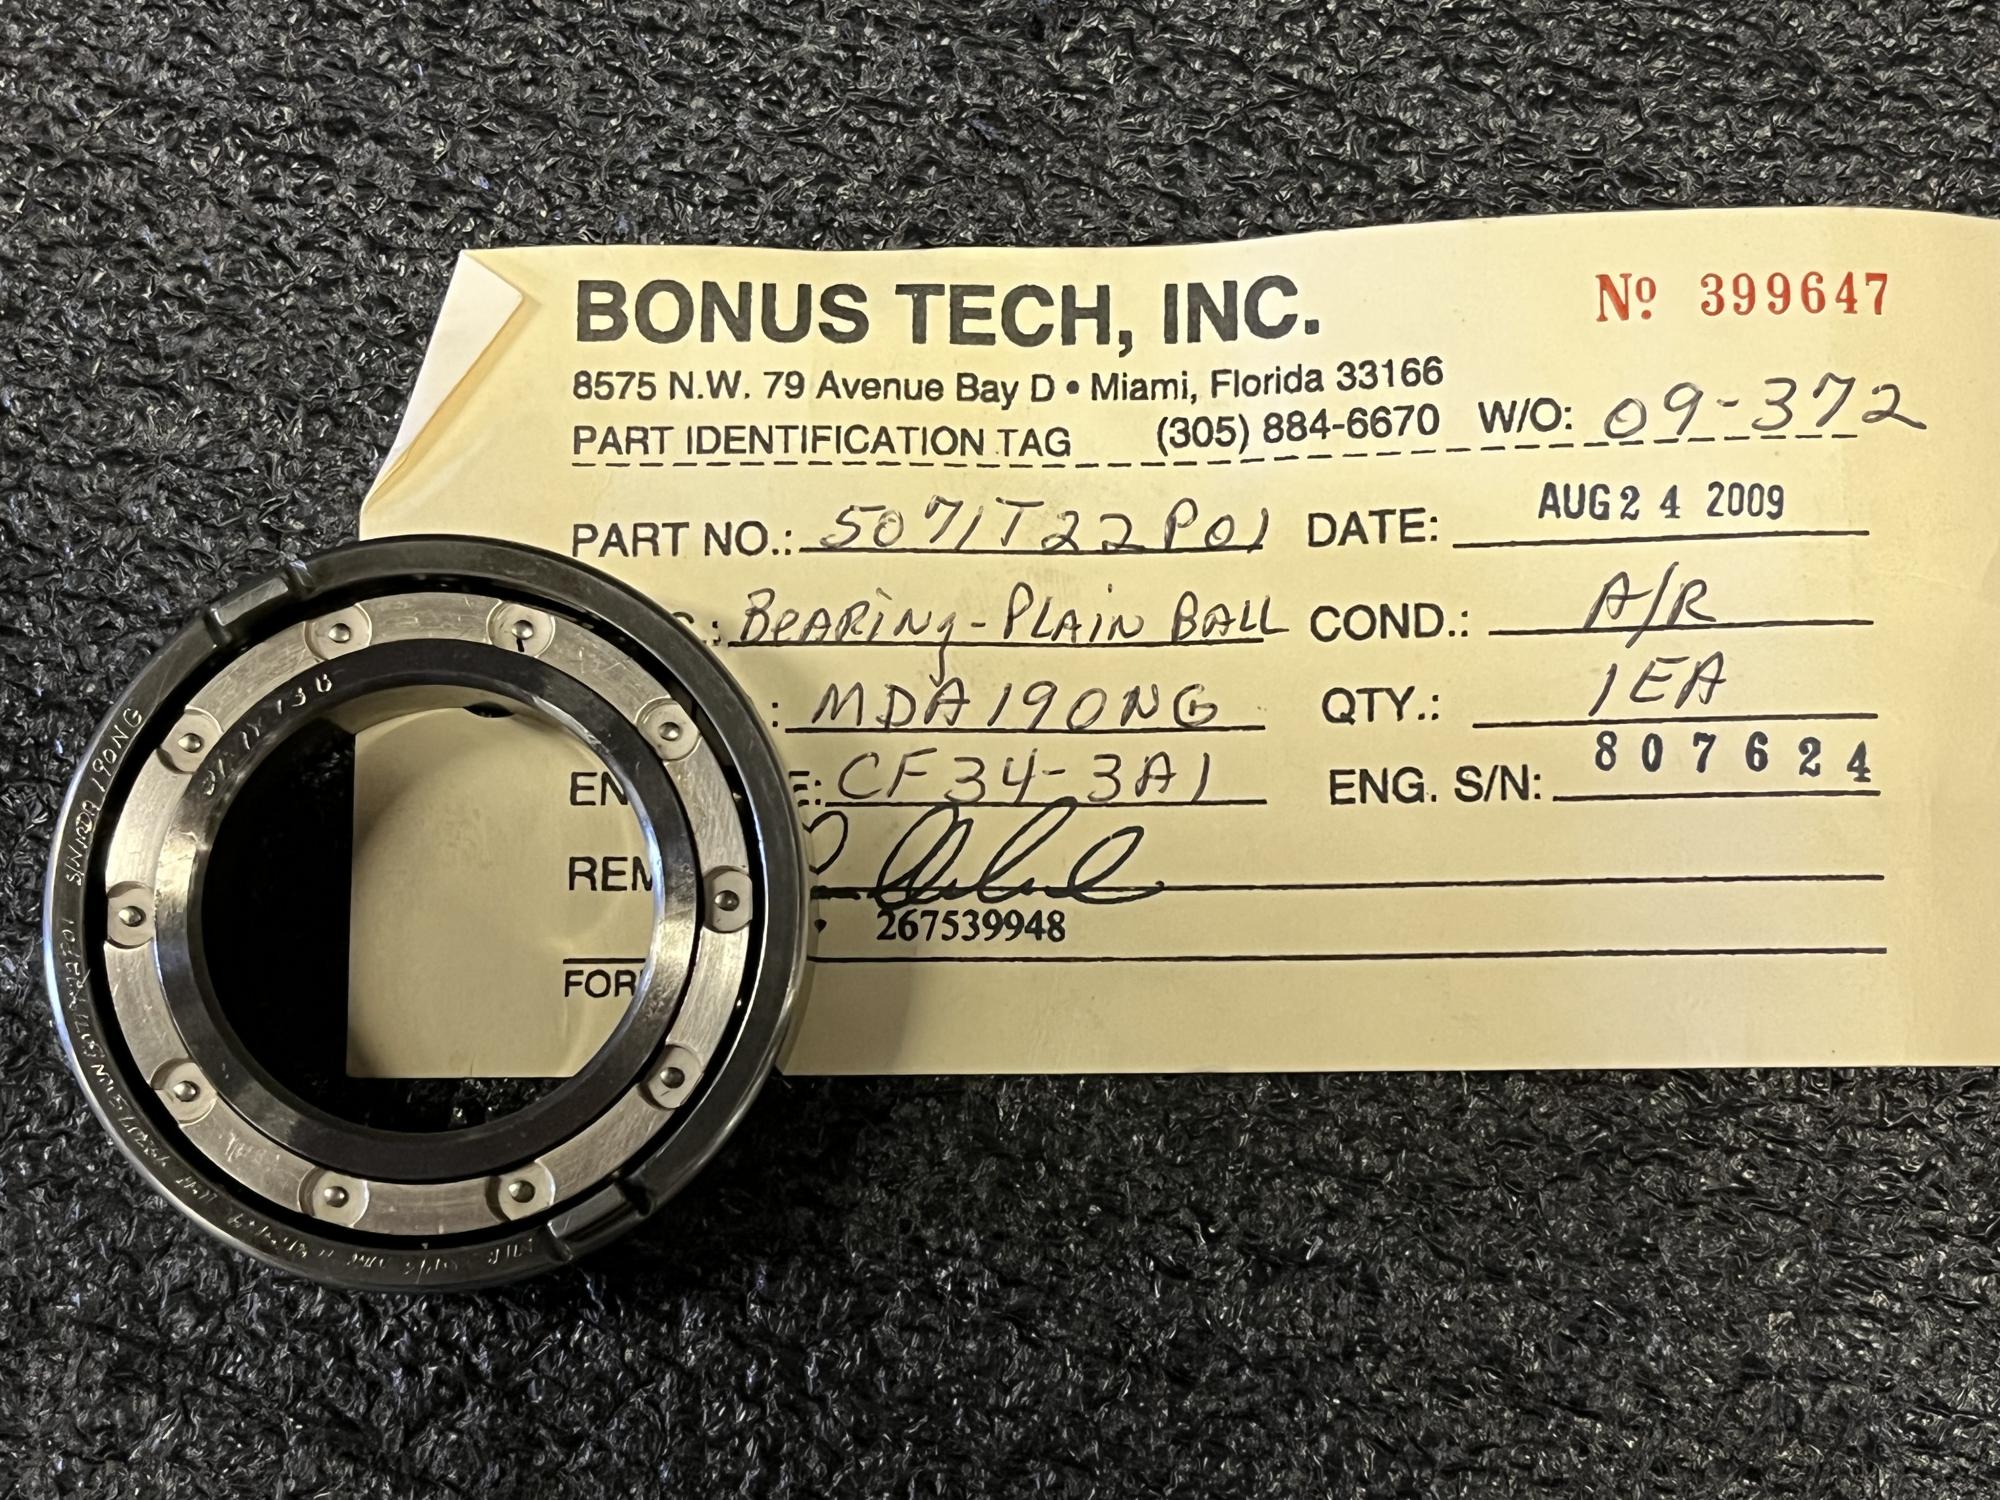 BONUS TECH, INC.
Nº 399647
8575 N.W. 79 Avenue Bay D • Miami, Florida 33166
PART IDENTIFICATION TAG (305) 884-6670 W/O: 09-372
PART NO.: 5071T22P01 DATE: AUG 24 2009
BEARING-PLAIN BALL COND.: A/R
MDA190NG QTY.: 1EA
CF34-3A1 ENG. S/N: 807624
267539948
S/NMDA190NG